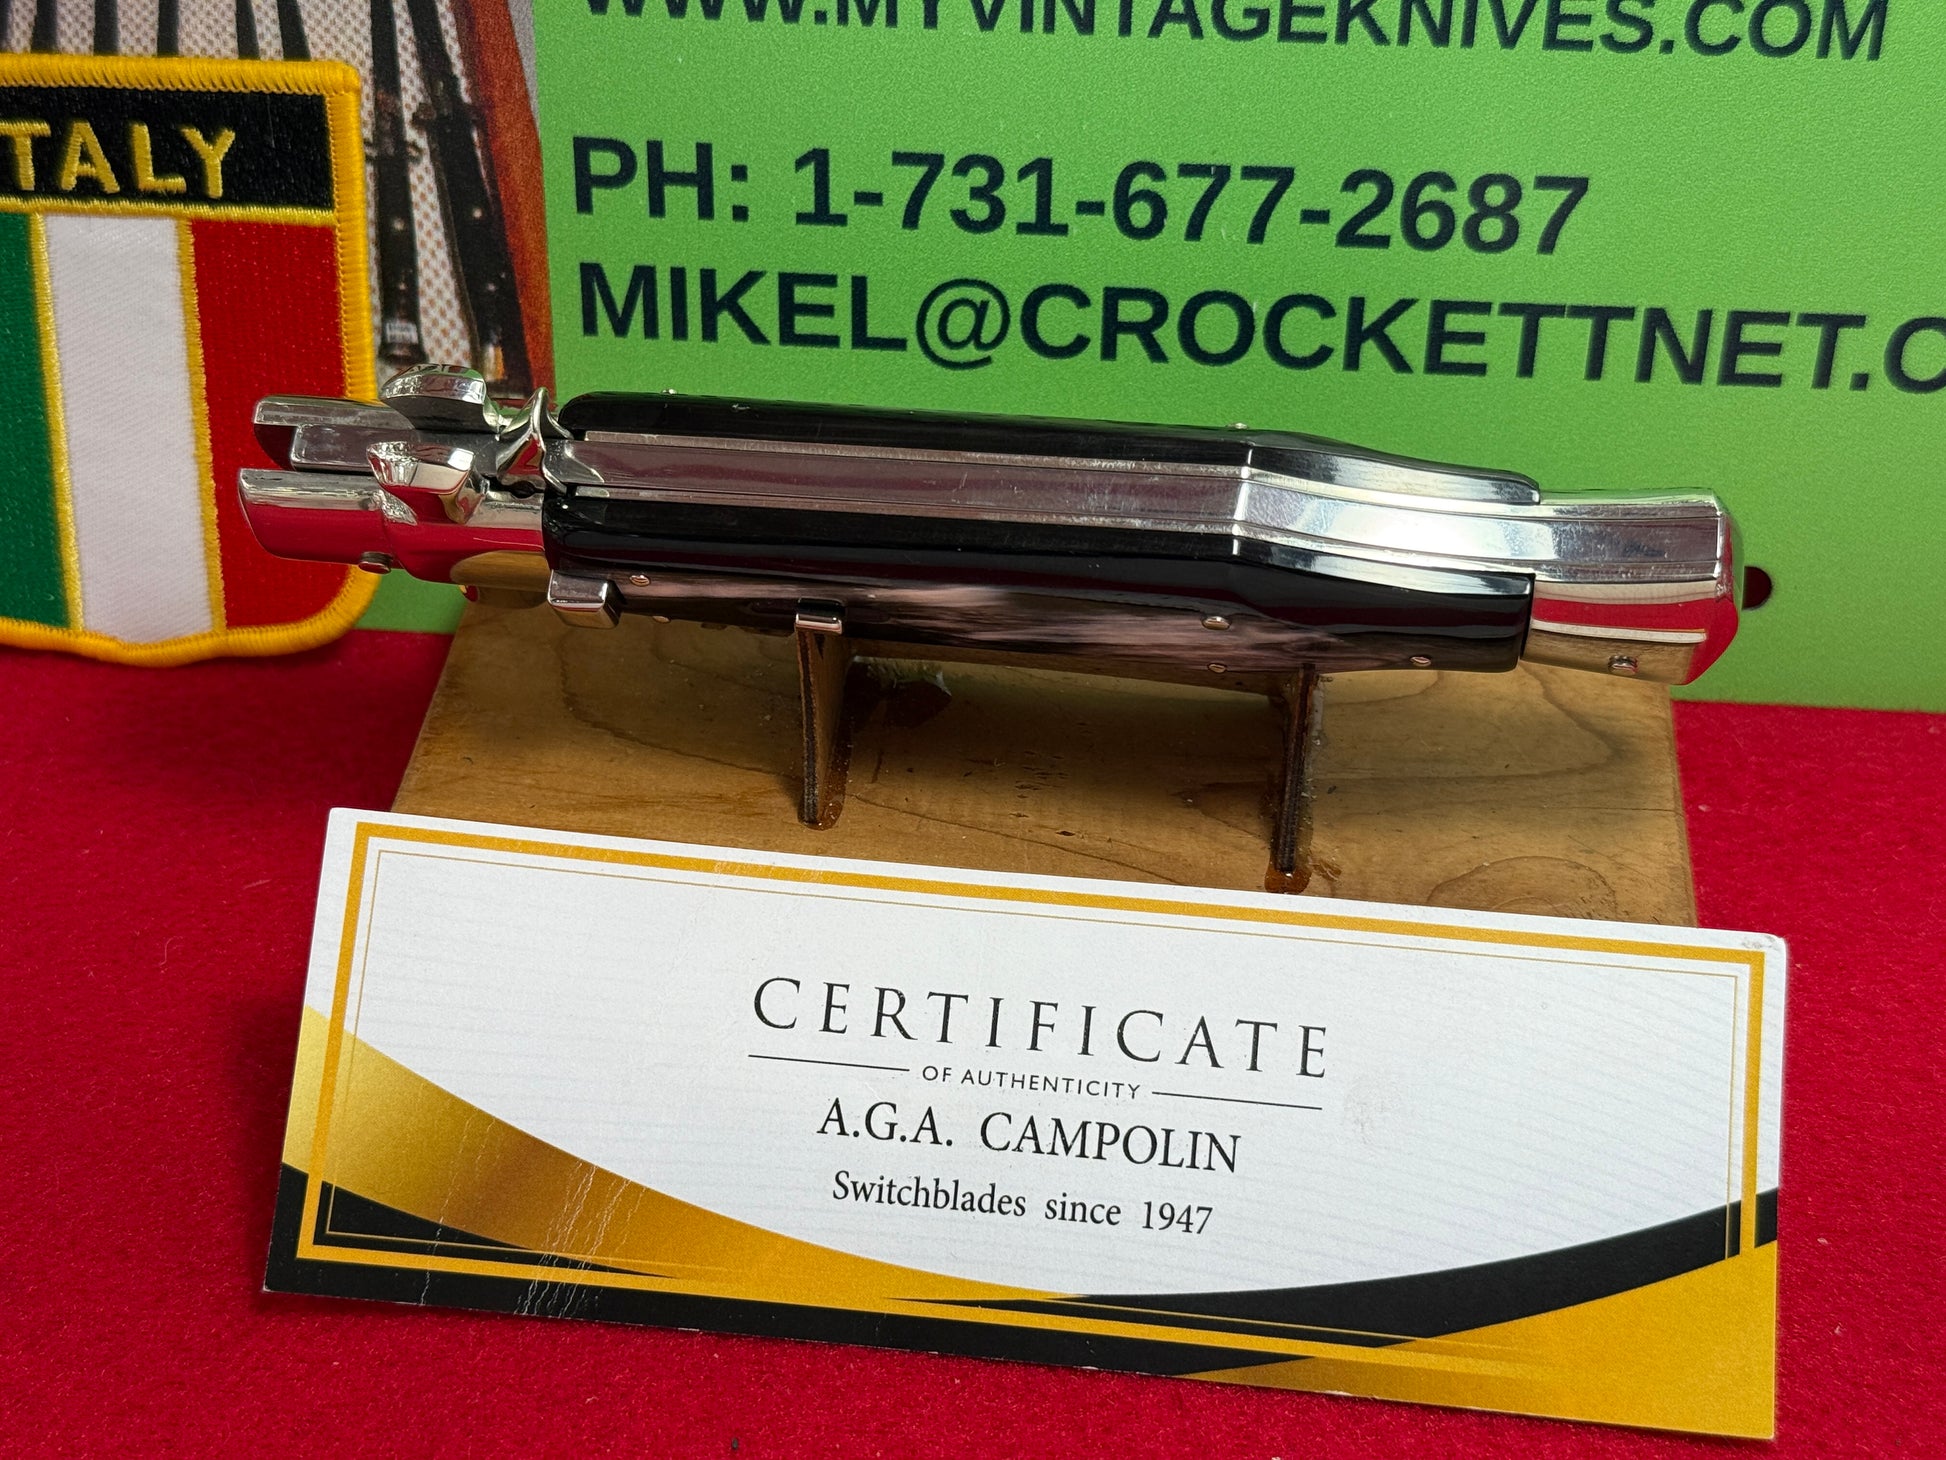 WWW.MYVINTAGEKNIVES.COM
TALY
PH: 1-731-677-2687
MIKEL@CROCKETTNET.C
CERTIFICATE
OF AUTHENTICITY
A.G.A. CAMPOLIN
Switchblades since 1947